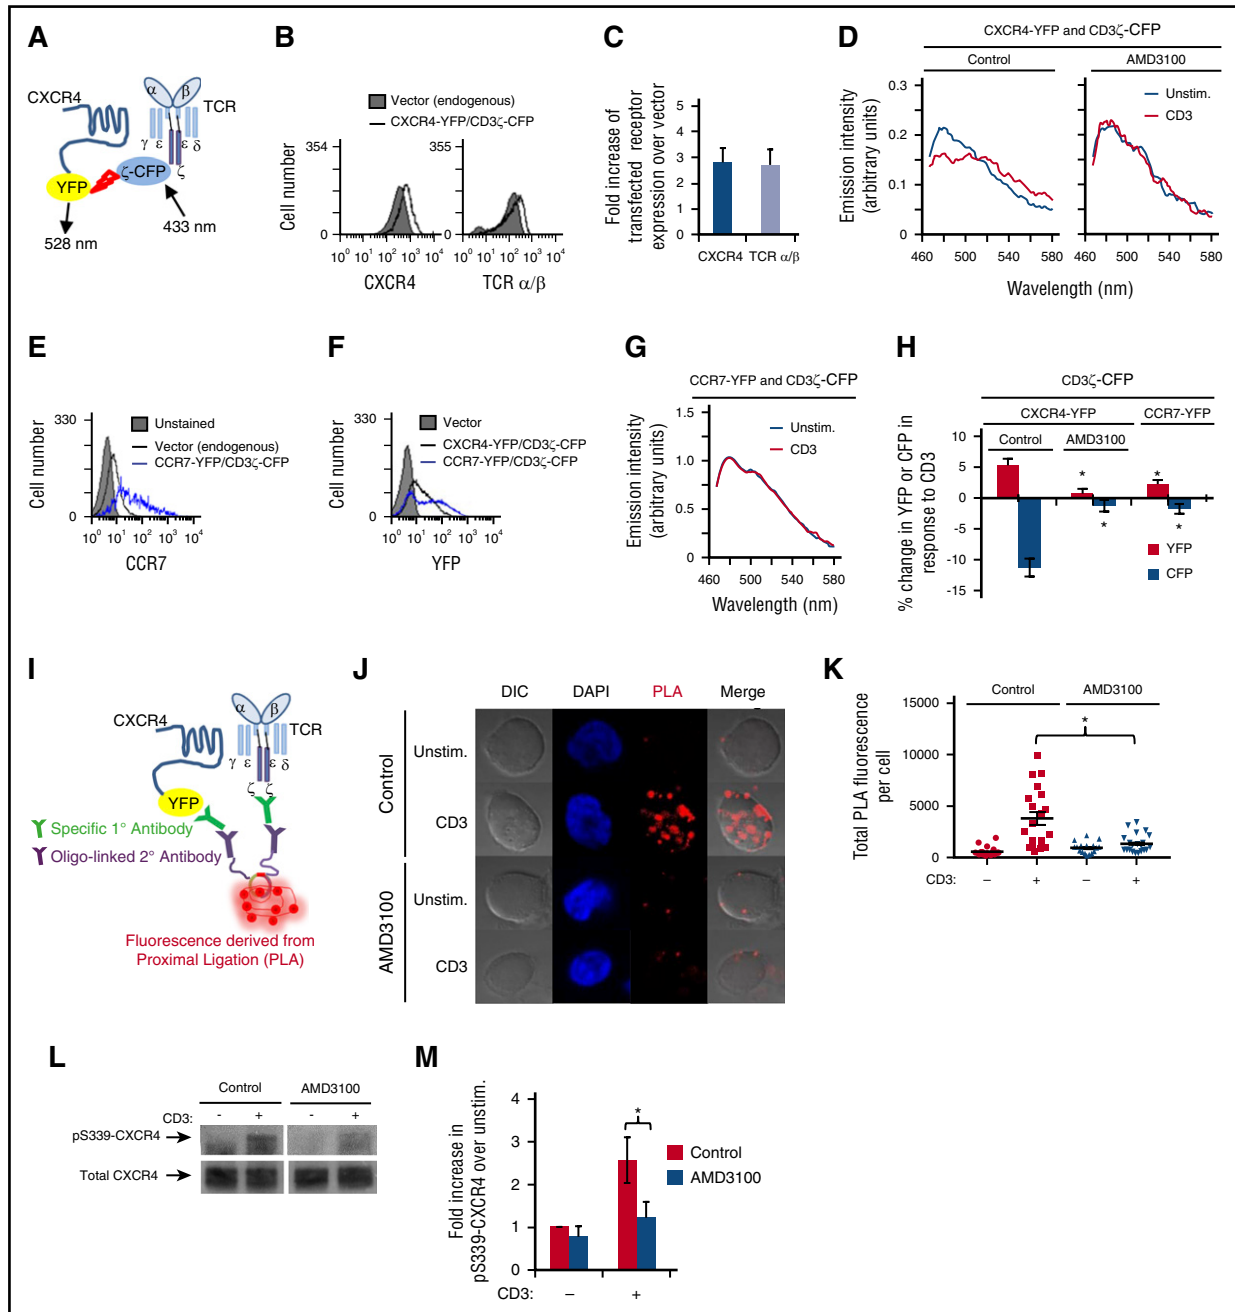 A
CXCR4
α
β
TCR
γ ε ε δ
ζ-CFP ζ
YFP
528 nm
433 nm
B
Vector (endogenous)
CXCR4-YFP/CD3ζ-CFP
Cell number
354
0
10⁰ 10¹ 10² 10³ 10⁴
CXCR4
355
0
10⁰ 10¹ 10² 10³ 10⁴
TCR α/β
C
Fold increase of
transfected receptor
expression over vector
5
4
3
2
1
0
CXCR4 TCR α/β
D
CXCR4-YFP and CD3ζ-CFP
Control
AMD3100
Emission intensity
(arbitrary units)
0.3
0.2
0.1
0
Unstim.
CD3
460 500 540 580
460 500 540 580
Wavelength (nm)
E
Cell number
330
0
Unstained
Vector (endogenous)
CCR7-YFP/CD3ζ-CFP
10⁰ 10¹ 10² 10³ 10⁴
CCR7
F
Cell number
330
0
Vector
CXCR4-YFP/CD3ζ-CFP
CCR7-YFP/CD3ζ-CFP
10⁰ 10¹ 10² 10³ 10⁴
YFP
G
CCR7-YFP and CD3ζ-CFP
Emission intensity
(arbitrary units)
1.5
1.0
0.5
0
Unstim.
CD3
460 500 540 580
Wavelength (nm)
H
CD3ζ-CFP
CXCR4-YFP
CCR7-YFP
Control
AMD3100
% change in YFP or CFP in
response to CD3
10
5
0
-5
-10
-15
* *
* *
YFP
CFP
I
CXCR4
α
β
TCR
γ ε ε δ
ζ ζ
YFP
Specific 1° Antibody
Oligo-linked 2° Antibody
Fluorescence derived from
Proximal Ligation (PLA)
J
DIC DAPI PLA Merge
Control
Unstim.
CD3
AMD3100
Unstim.
CD3
K
Control
AMD3100
Total PLA fluorescence
per cell
15000
10000
5000
0
*
CD3: – + – +
L
Control
AMD3100
CD3: - + - +
pS339-CXCR4
Total CXCR4
M
Fold increase in
pS339-CXCR4 over unstim.
4
3
2
1
0
*
Control
AMD3100
CD3: – +